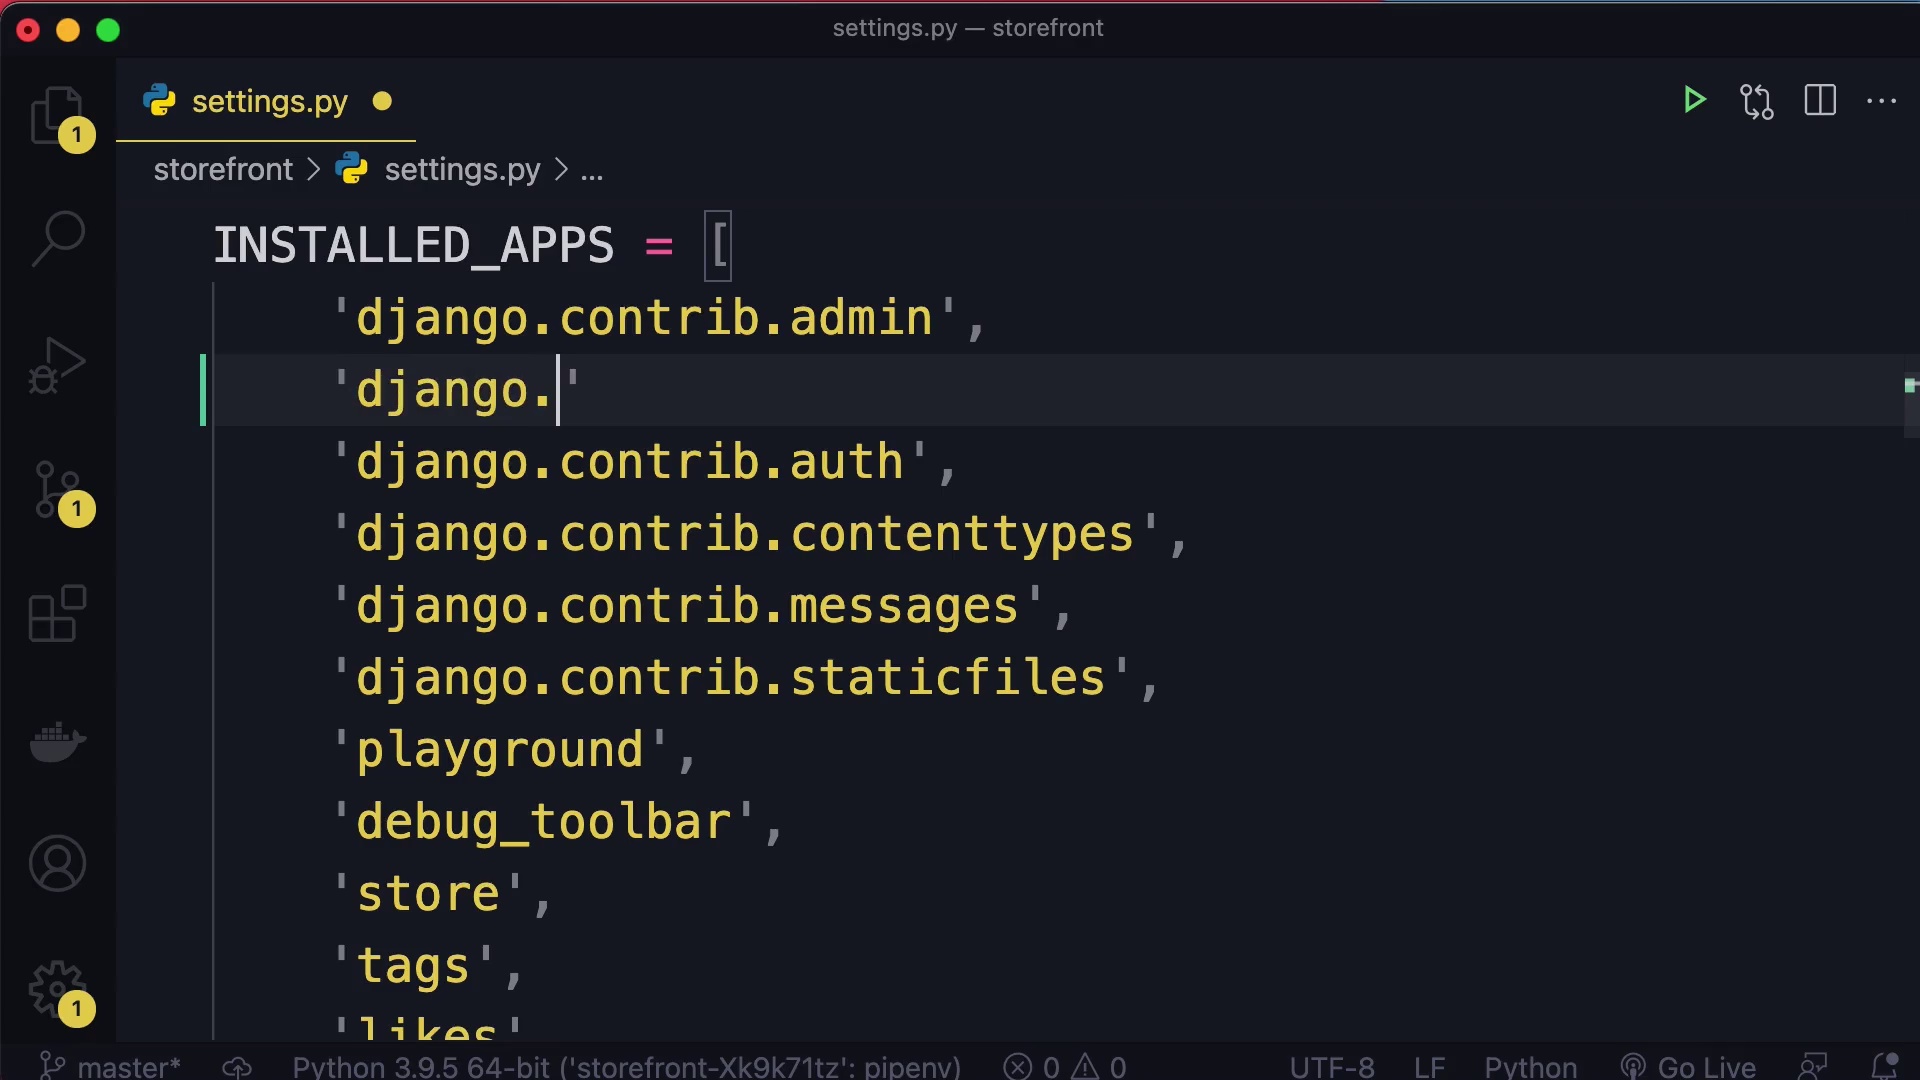 settings.py — storefront
settings.py
storefront > settings.py > ...
INSTALLED_APPS = [
'django.contrib.admin',
'django.'
'django.contrib.auth',
'django.contrib.contenttypes',
'django.contrib.messages',
'django.contrib.staticfiles',
'playground',
'debug_toolbar',
'store',
'tags',
'likes'
1
1
1
master* Python 3.9.5 64-bit ('storefront-Xk9k71tz': pipenv) 0 0 UTF-8 LF Python Go Live